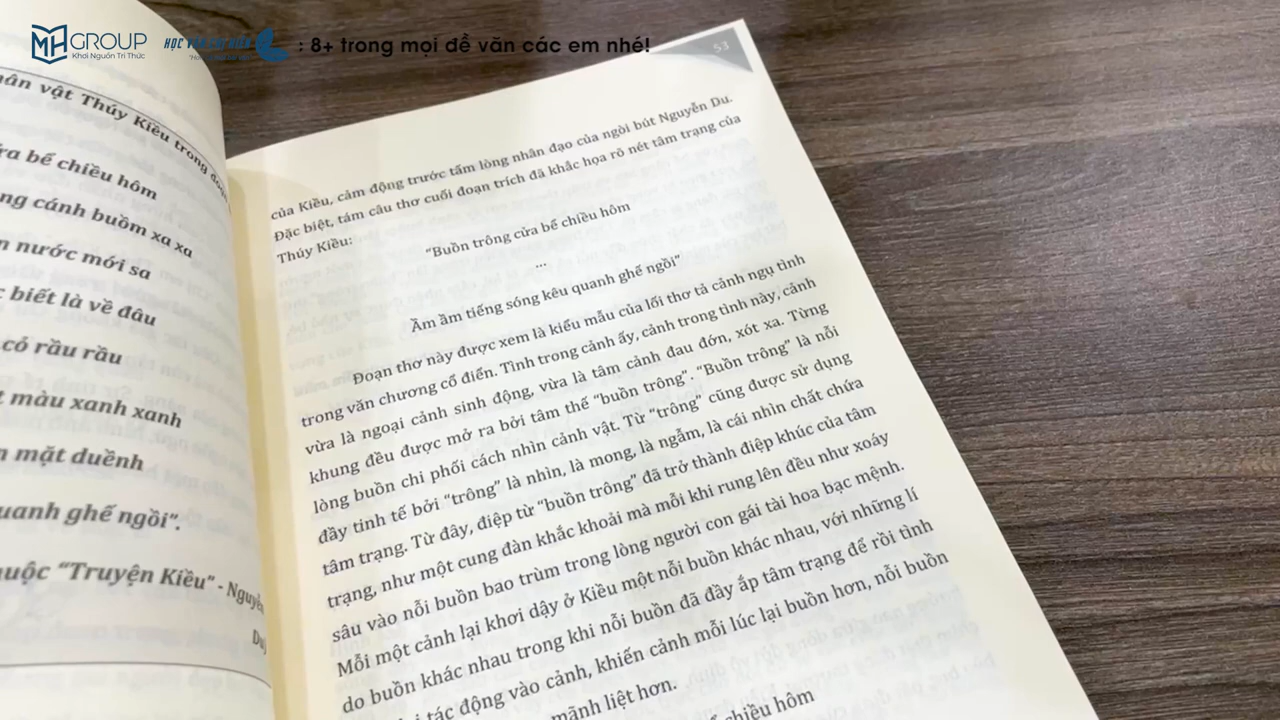 MH GROUP
Khơi Nguồn Tri Thức
: 8+ trong mọi đề văn các em nhé!
vật Thúy Kiều trong đoạn
bể chiều hôm
cánh buồm xa xa
nước mới sa
biết là về đâu
cỏ rầu rầu
màu xanh xanh
mặt duềnh
ghế ngồi”.
“Truyện Kiều” - Nguyễn
Du)
53
của Kiều, cảm động trước tấm lòng nhân đạo của ngòi bút Nguyễn Du.
Đặc biệt, tám câu thơ cuối đoạn trích đã khắc họa rõ nét tâm trạng của
Thúy Kiều:
“Buồn trông cửa bể chiều hôm
...
Ầm ầm tiếng sóng kêu quanh ghế ngồi”
Đoạn thơ này được xem là kiểu mẫu của lối thơ tả cảnh ngụ tình
trong văn chương cổ điển. Tình trong cảnh ấy, cảnh trong tình này, cảnh
vừa là ngoại cảnh sinh động, vừa là tâm cảnh đau đớn, xót xa. Từng
khung đều được mở ra bởi tâm thế “buồn trông”. “Buồn trông” là nỗi
lòng buồn chi phối cách nhìn cảnh vật. Từ “trông” cũng được sử dụng
đầy tinh tế bởi “trông” là nhìn, là mong, là ngẫm, là cái nhìn chất chứa
tâm trạng. Từ đây, điệp từ “buồn trông” đã trở thành điệp khúc của tâm
trạng, như một cung đàn khắc khoải mà mỗi khi rung lên đều như xoáy
sâu vào nỗi buồn bao trùm trong lòng người con gái tài hoa bạc mệnh.
Mỗi một cảnh lại khơi dậy ở Kiều một nỗi buồn khác nhau, với những lí
do buồn khác nhau trong khi nỗi buồn đã đầy ắp tâm trạng để rồi tình
tác động vào cảnh, khiến cảnh mỗi lúc lại buồn hơn, nỗi buồn
mãnh liệt hơn.
chiều hôm